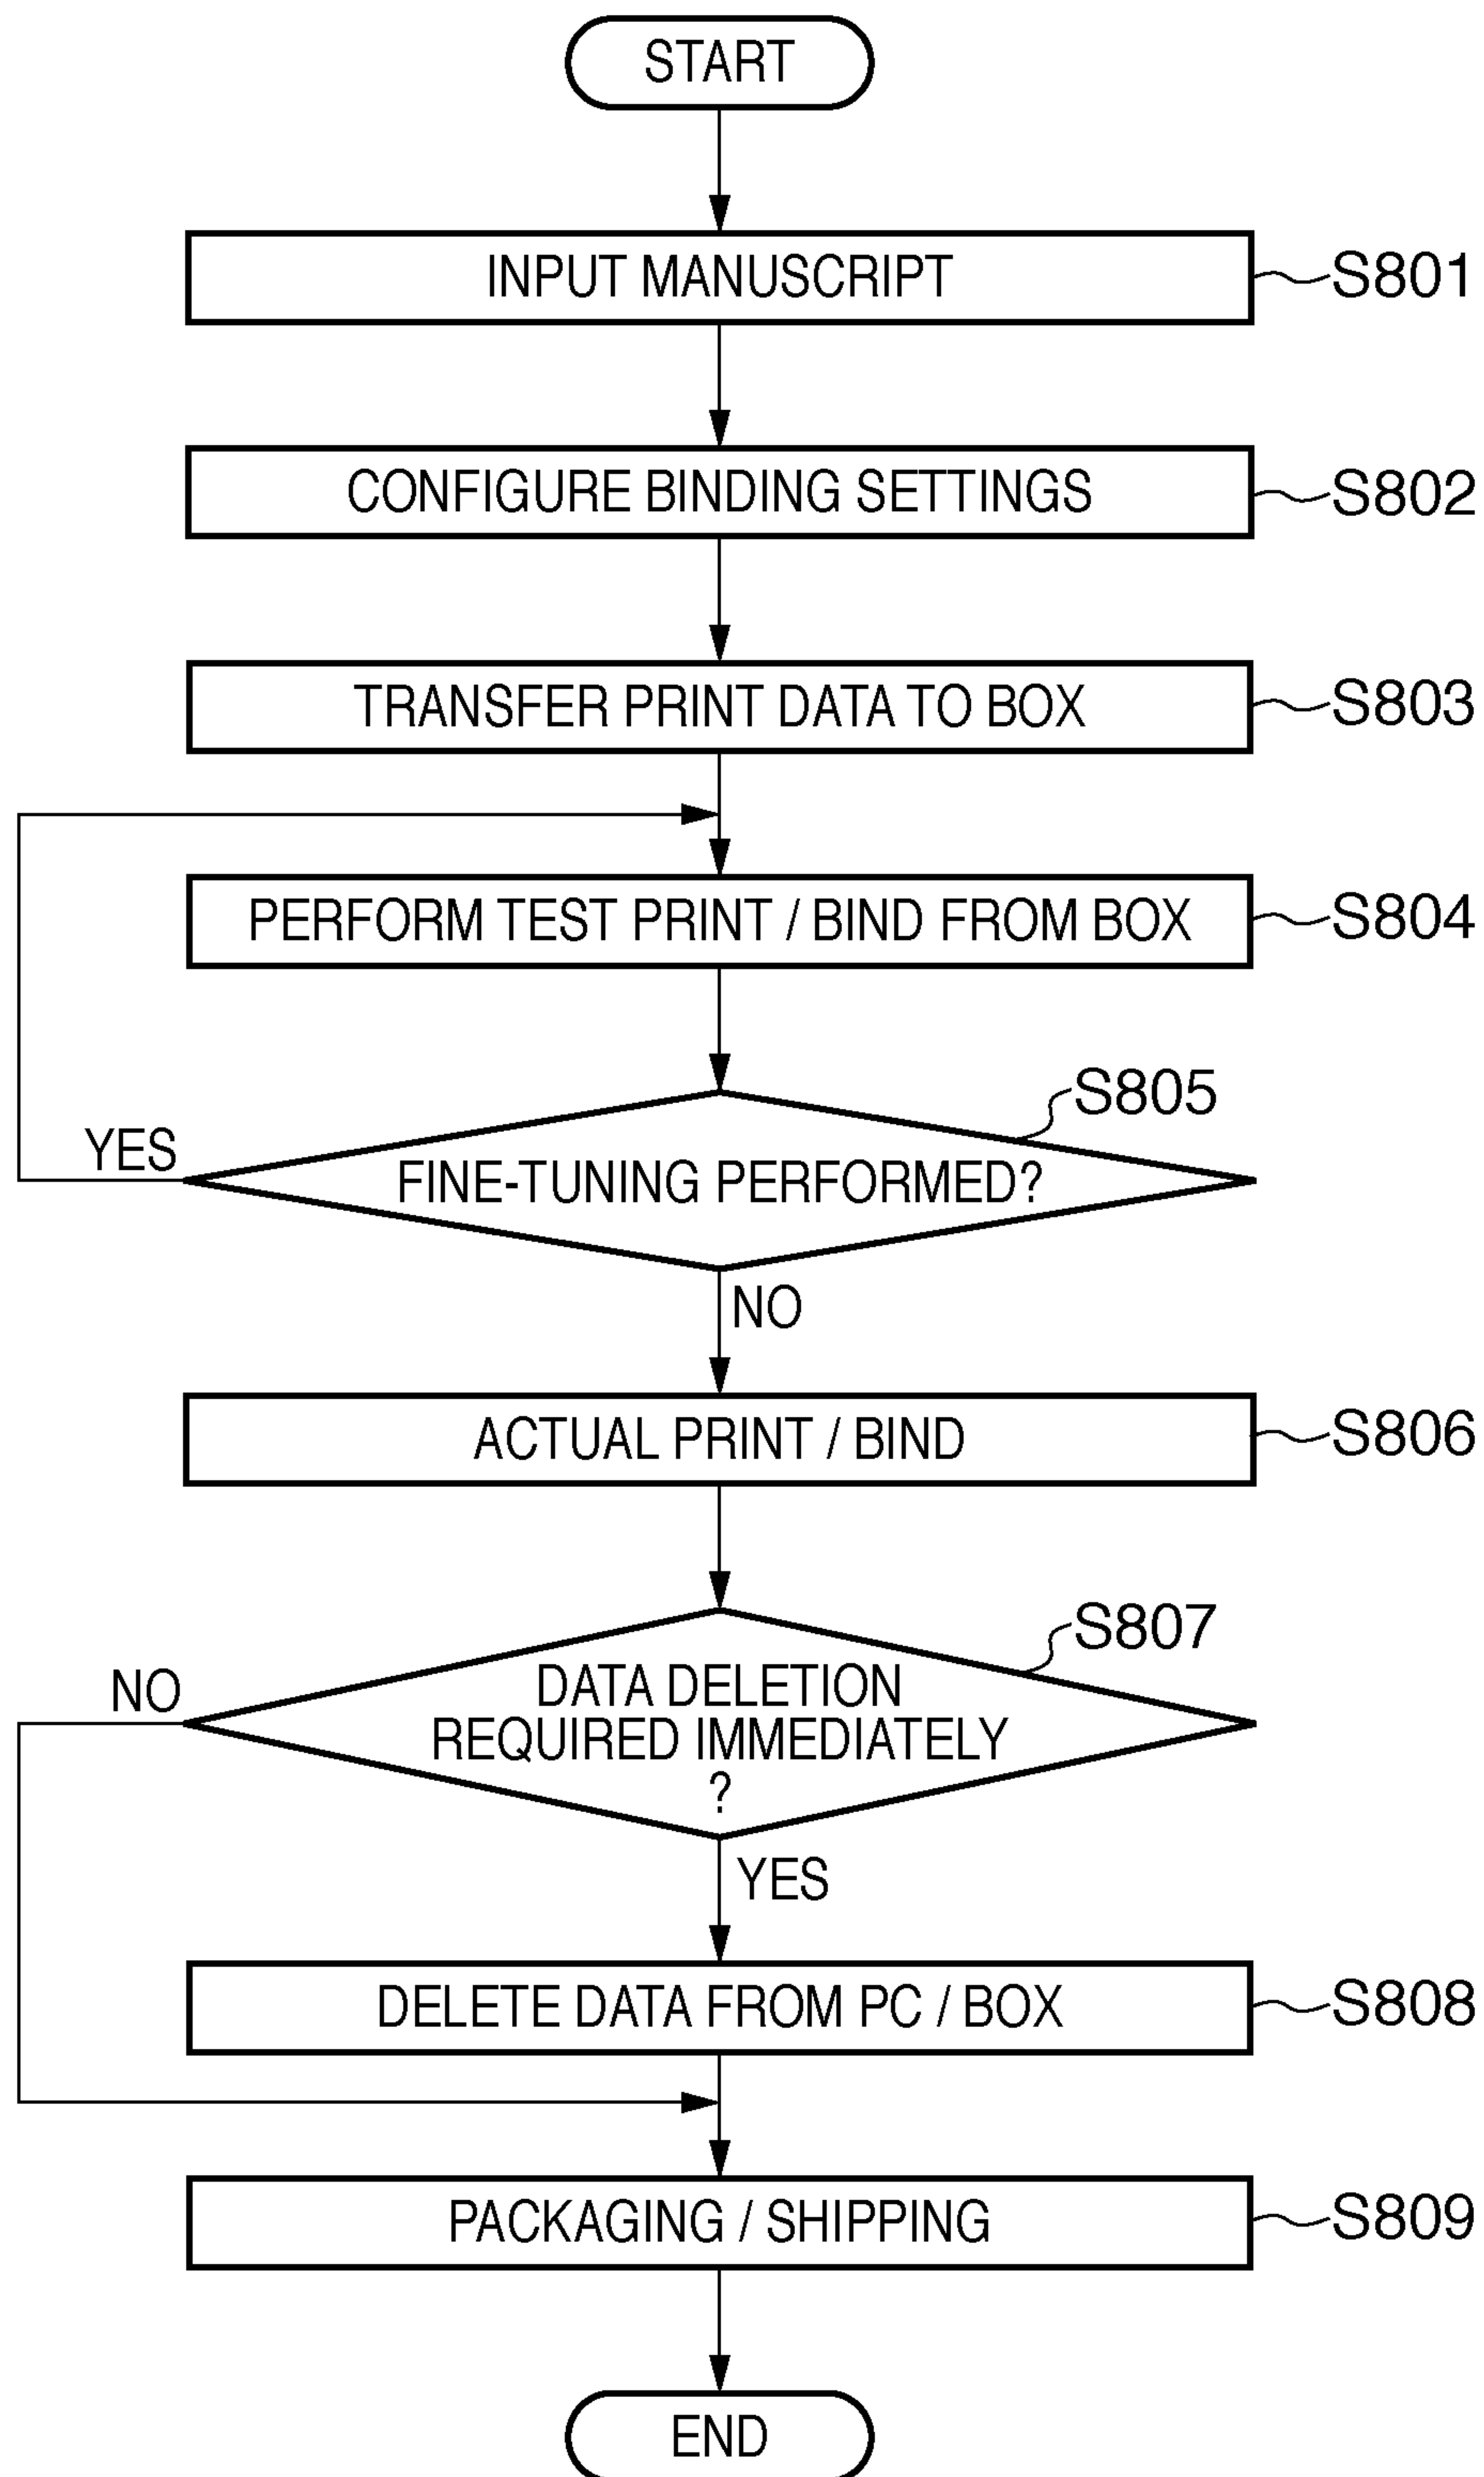 START
INPUT MANUSCRIPT
S801
CONFIGURE BINDING SETTINGS
S802
TRANSFER PRINT DATA TO BOX
S803
PERFORM TEST PRINT / BIND FROM BOX
S804
S805
YES
FINE-TUNING PERFORMED?
NO
ACTUAL PRINT / BIND
S806
S807
NO
DATA DELETION
REQUIRED IMMEDIATELY
?
YES
DELETE DATA FROM PC / BOX
S808
PACKAGING / SHIPPING
S809
END